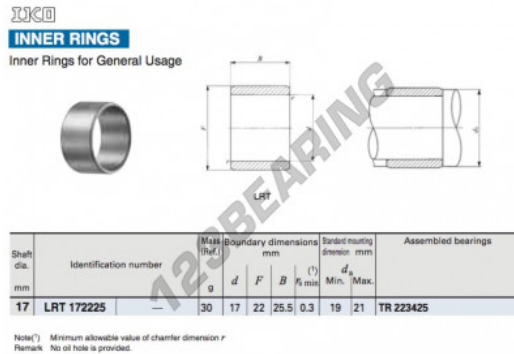 IKO
INNER RINGS
Inner Rings for General Usage
B
r
r
F
d
LRT
123BEARING
Shaft dia. mm
Identification number
Mass (Ref.) g
Boundary dimensions mm
d F B (¹) rs min
Standard mounting dimension mm
da
Min. Max.
Assembled bearings
17 LRT 172225 — 30 17 22 25.5 0.3 19 21 TR 223425
Note(¹) Minimum allowable value of chamfer dimension r
Remark No oil hole is provided.